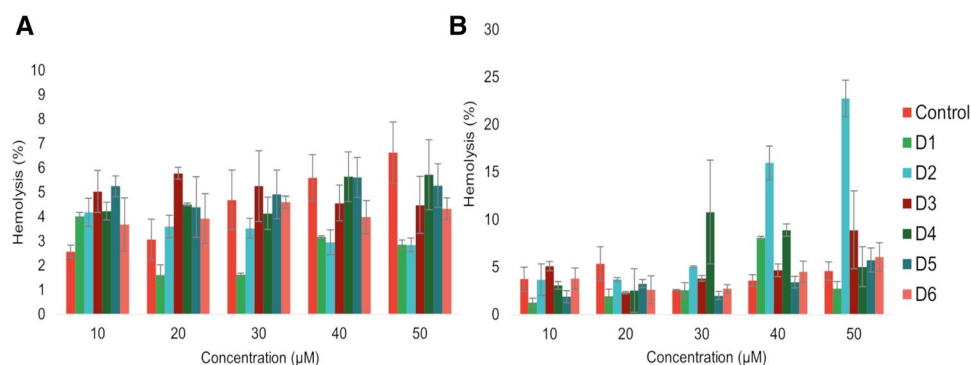 A
Hemolysis (%)
10
9
8
7
6
5
4
3
2
1
0
10 20 30 40 50
Concentration (µM)
B
Hemolysis (%)
30
25
20
15
10
5
0
10 20 30 40 50
Concentration (µM)
Control
D1
D2
D3
D4
D5
D6